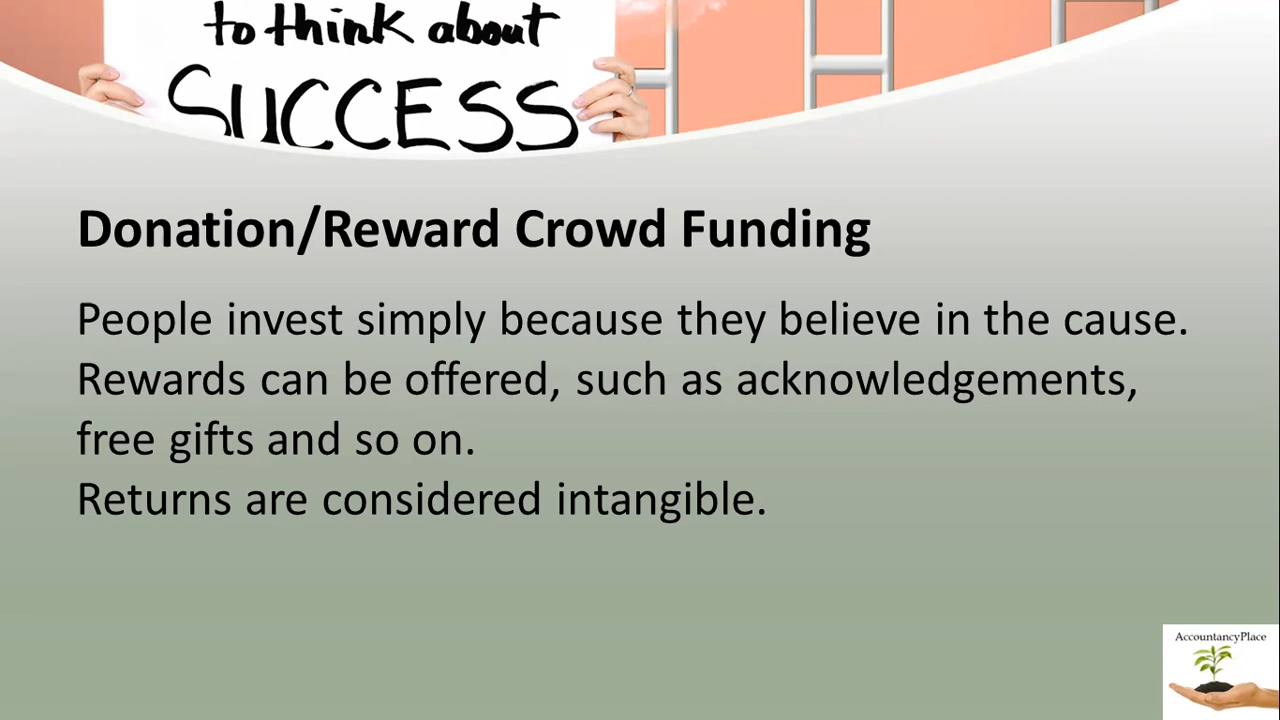 to think about
SUCCESS
Donation/Reward Crowd Funding
People invest simply because they believe in the cause.
Rewards can be offered, such as acknowledgements,
free gifts and so on.
Returns are considered intangible.
AccountancyPlace